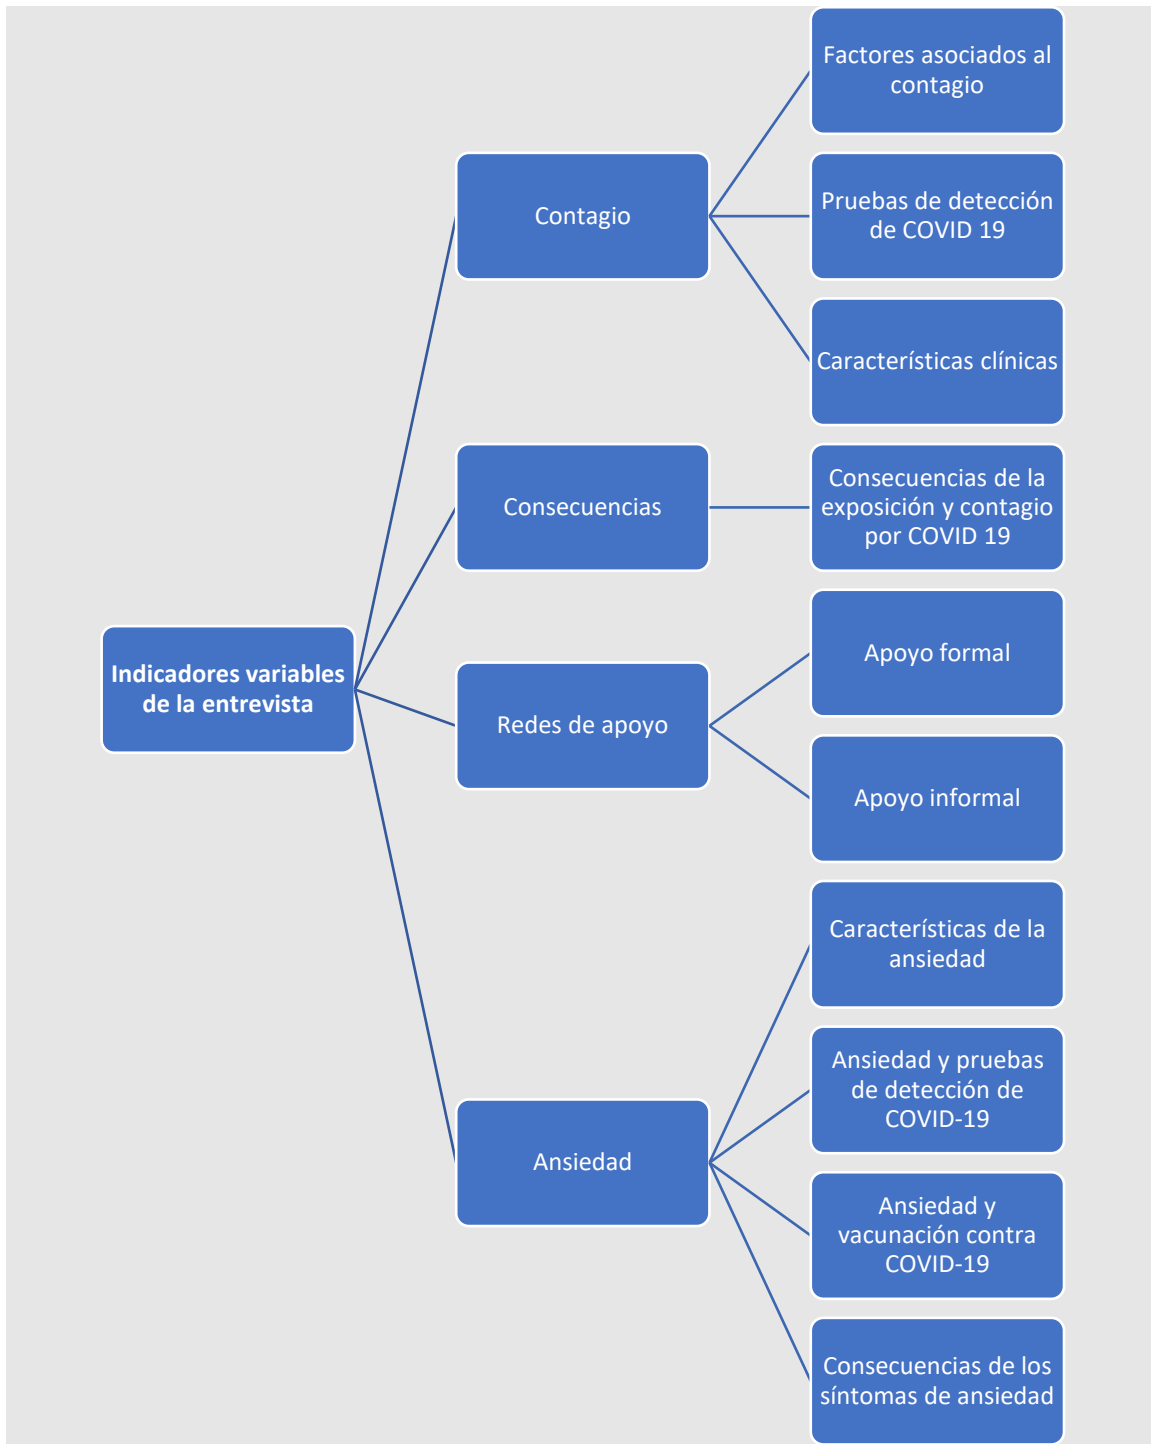 Factores asociados al
contagio
Contagio
Pruebas de detección
de COVID 19
Característísticas clínicas
Consecuencias
Consecuencias de la
exposición y contagio
por COVID 19
Indicadores variables
de la entrevista
Redes de apoyo
Apoyo formal
Apoyo informal
Ansiedad
Características de la
ansiedad
Ansiedad y pruebas
de detección de
COVID-19
Ansiedad y
vacunación contra
COVID-19
Consecuencias de los
síntomas de ansiedad